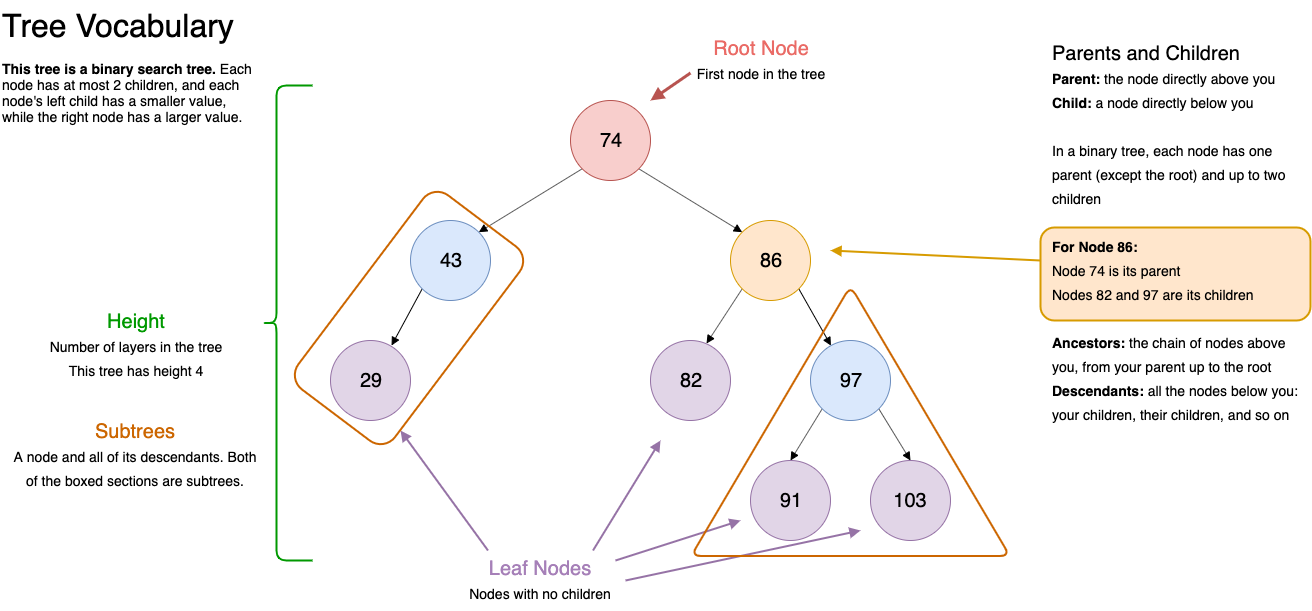 Tree Vocabulary
This tree is a binary search tree. Each
node has at most 2 children, and each
node's left child has a smaller value,
while the right node has a larger value.
Root Node
First node in the tree
74
43
86
29
82
97
91
103
Height
Number of layers in the tree
This tree has height 4
Subtrees
A node and all of its descendants. Both
of the boxed sections are subtrees.
Leaf Nodes
Nodes with no children
Parents and Children
Parent: the node directly above you
Child: a node directly below you
In a binary tree, each node has one
parent (except the root) and up to two
children
For Node 86:
Node 74 is its parent
Nodes 82 and 97 are its children
Ancestors: the chain of nodes above
you, from your parent up to the root
Descendants: all the nodes below you:
your children, their children, and so on